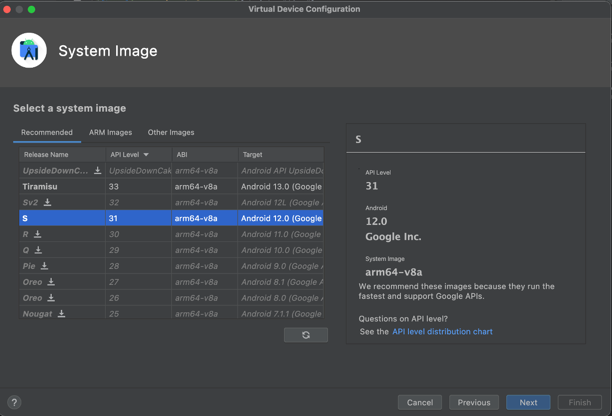 Virtual Device Configuration
System Image
Select a system image
Recommended ARM Images Other Images
Release Name API Level ABI Target
UpsideDownC... UpsideDownCak arm64-v8a Android API UpsideD
Tiramisu 33 arm64-v8a Android 13.0 (Google
Sv2 32 arm64-v8a Android 12L (Google
S 31 arm64-v8a Android 12.0 (Google
R 30 arm64-v8a Android 11.0 (Google
Q 29 arm64-v8a Android 10.0 (Google
Pie 28 arm64-v8a Android 9.0 (Google
Oreo 27 arm64-v8a Android 8.1 (Google
Oreo 26 arm64-v8a Android 8.0 (Google
Nougat 25 arm64-v8a Android 7.1.1 (Google
S
API Level
31
Android
12.0
Google Inc.
System Image
arm64-v8a
We recommend these images because they run the
fastest and support Google APIs.
Questions on API level?
See the API level distribution chart
? Cancel Previous Next Finish